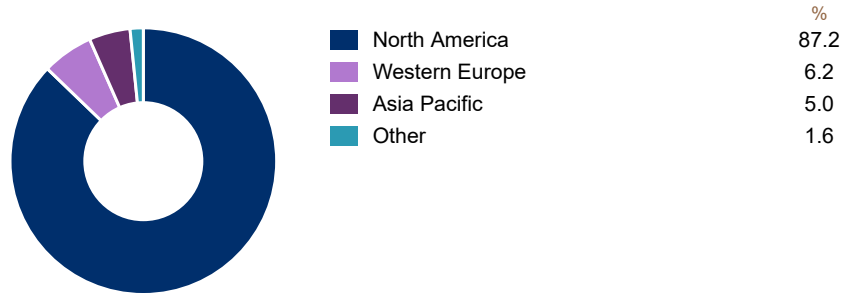 %
North America 87.2
Western Europe 6.2
Asia Pacific 5.0
Other 1.6